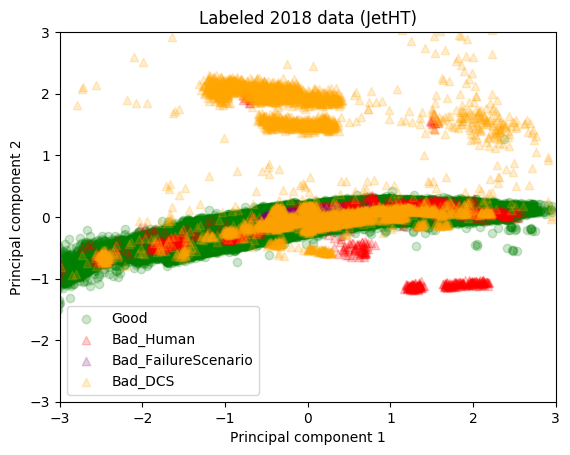 Labeled 2018 data (JetHT)
3
2
1
0
−1
−2
−3
Principal component 2
Good
Bad_Human
Bad_FailureScenario
Bad_DCS
−3 −2 −1 0 1 2 3
Principal component 1